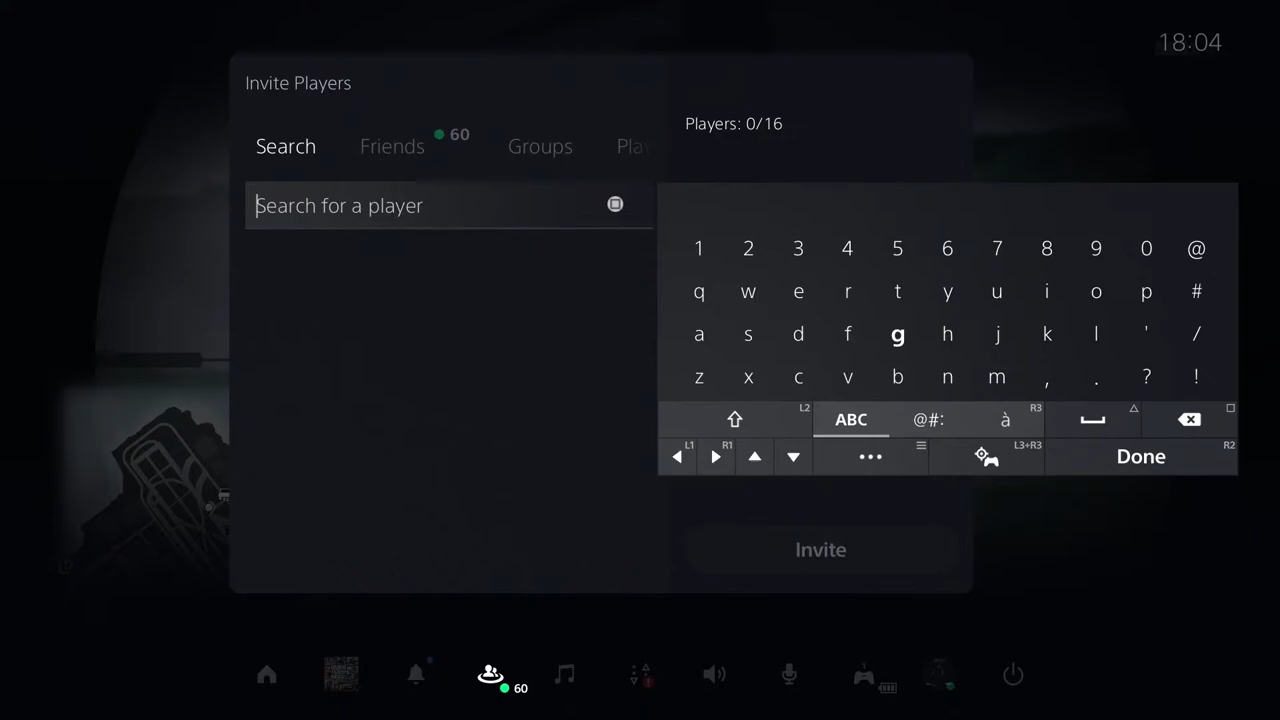 18:04
Invite Players
Players: 0/16
Search Friends 60 Groups Pla
Search for a player
1 2 3 4 5 6 7 8 9 0 @
q w e r t y u i o p #
a s d f g h j k l ' /
z x c v b n m , . ? !
L2 ABC @#: à R3
L1 R1 ••• L3+R3 Done R2
Invite
60